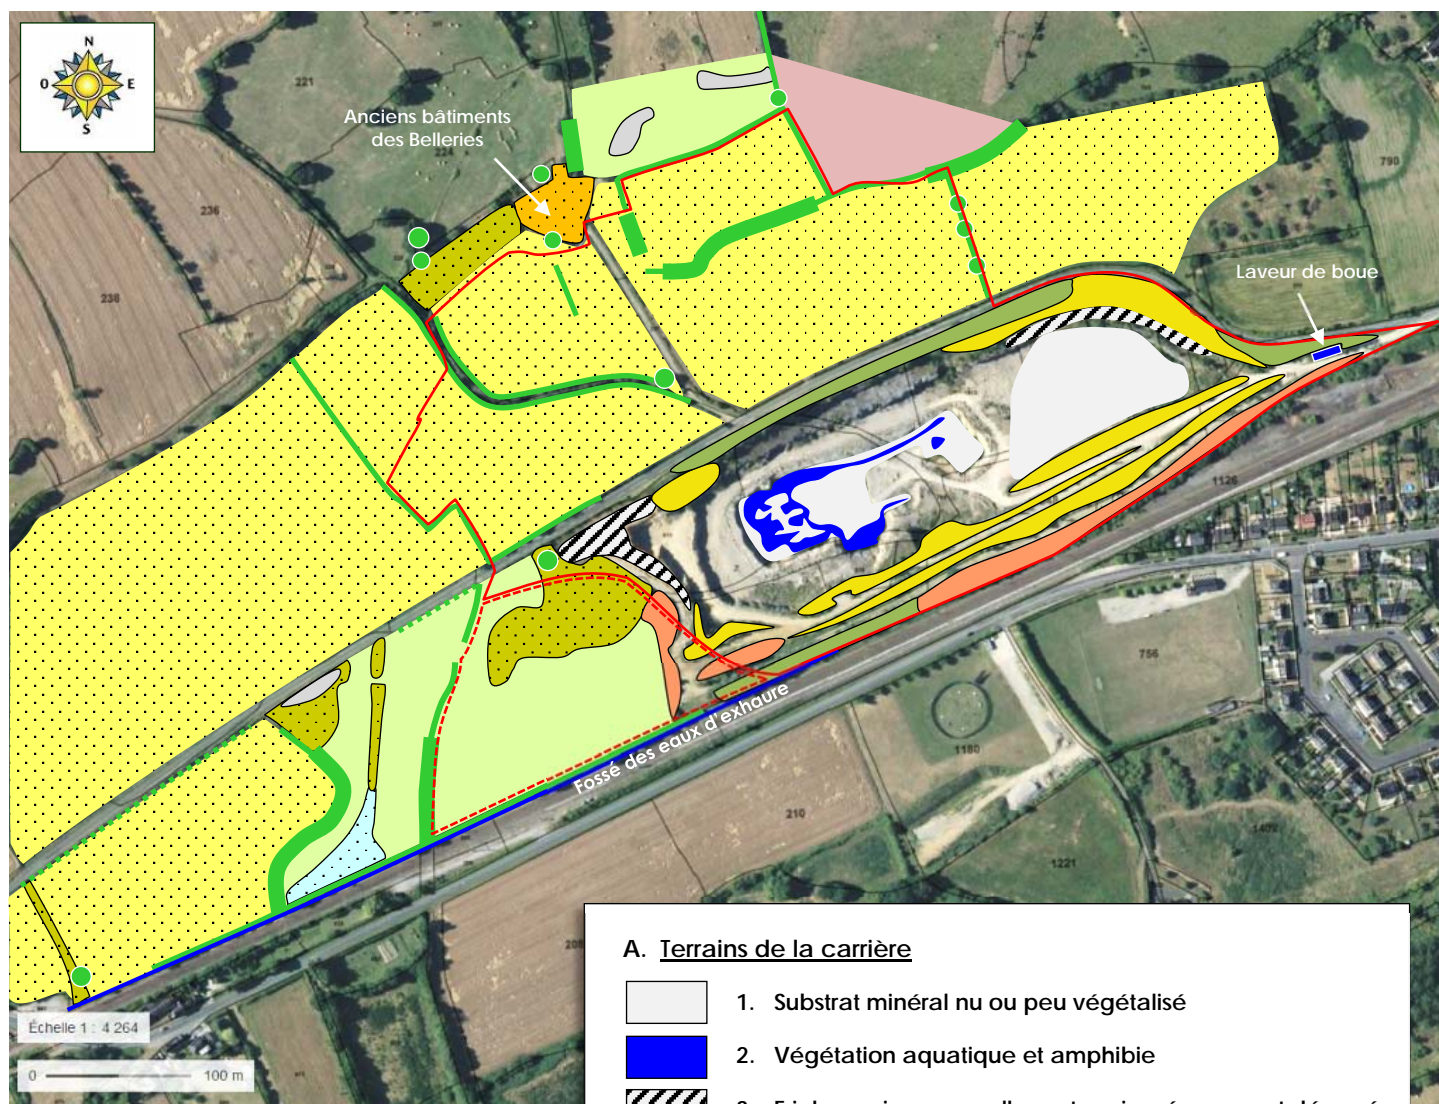 N
O E
S
Anciens bâtiments
des Belleries
221
224
236
238
790
Laveur de boue
1126
756
1180
210
1221
1402
208
Fossé des eaux d'exhaure
Échelle 1 : 4 264
0 100 m
A. Terrains de la carrière
1. Substrat minéral nu ou peu végétalisé
2. Végétation aquatique et amphibie